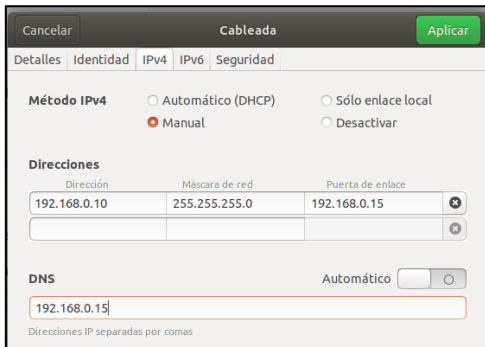 Cancelar Cableada Aplicar
Detalles Identidad IPv4 IPv6 Seguridad
Método IPv4 Automático (DHCP) Sólo enlace local
Manual Desactivar
Direcciones
Dirección Máscara de red Puerta de enlace
192.168.0.10 255.255.255.0 192.168.0.15
DNS Automático
192.168.0.15
Direcciones IP separadas por comas